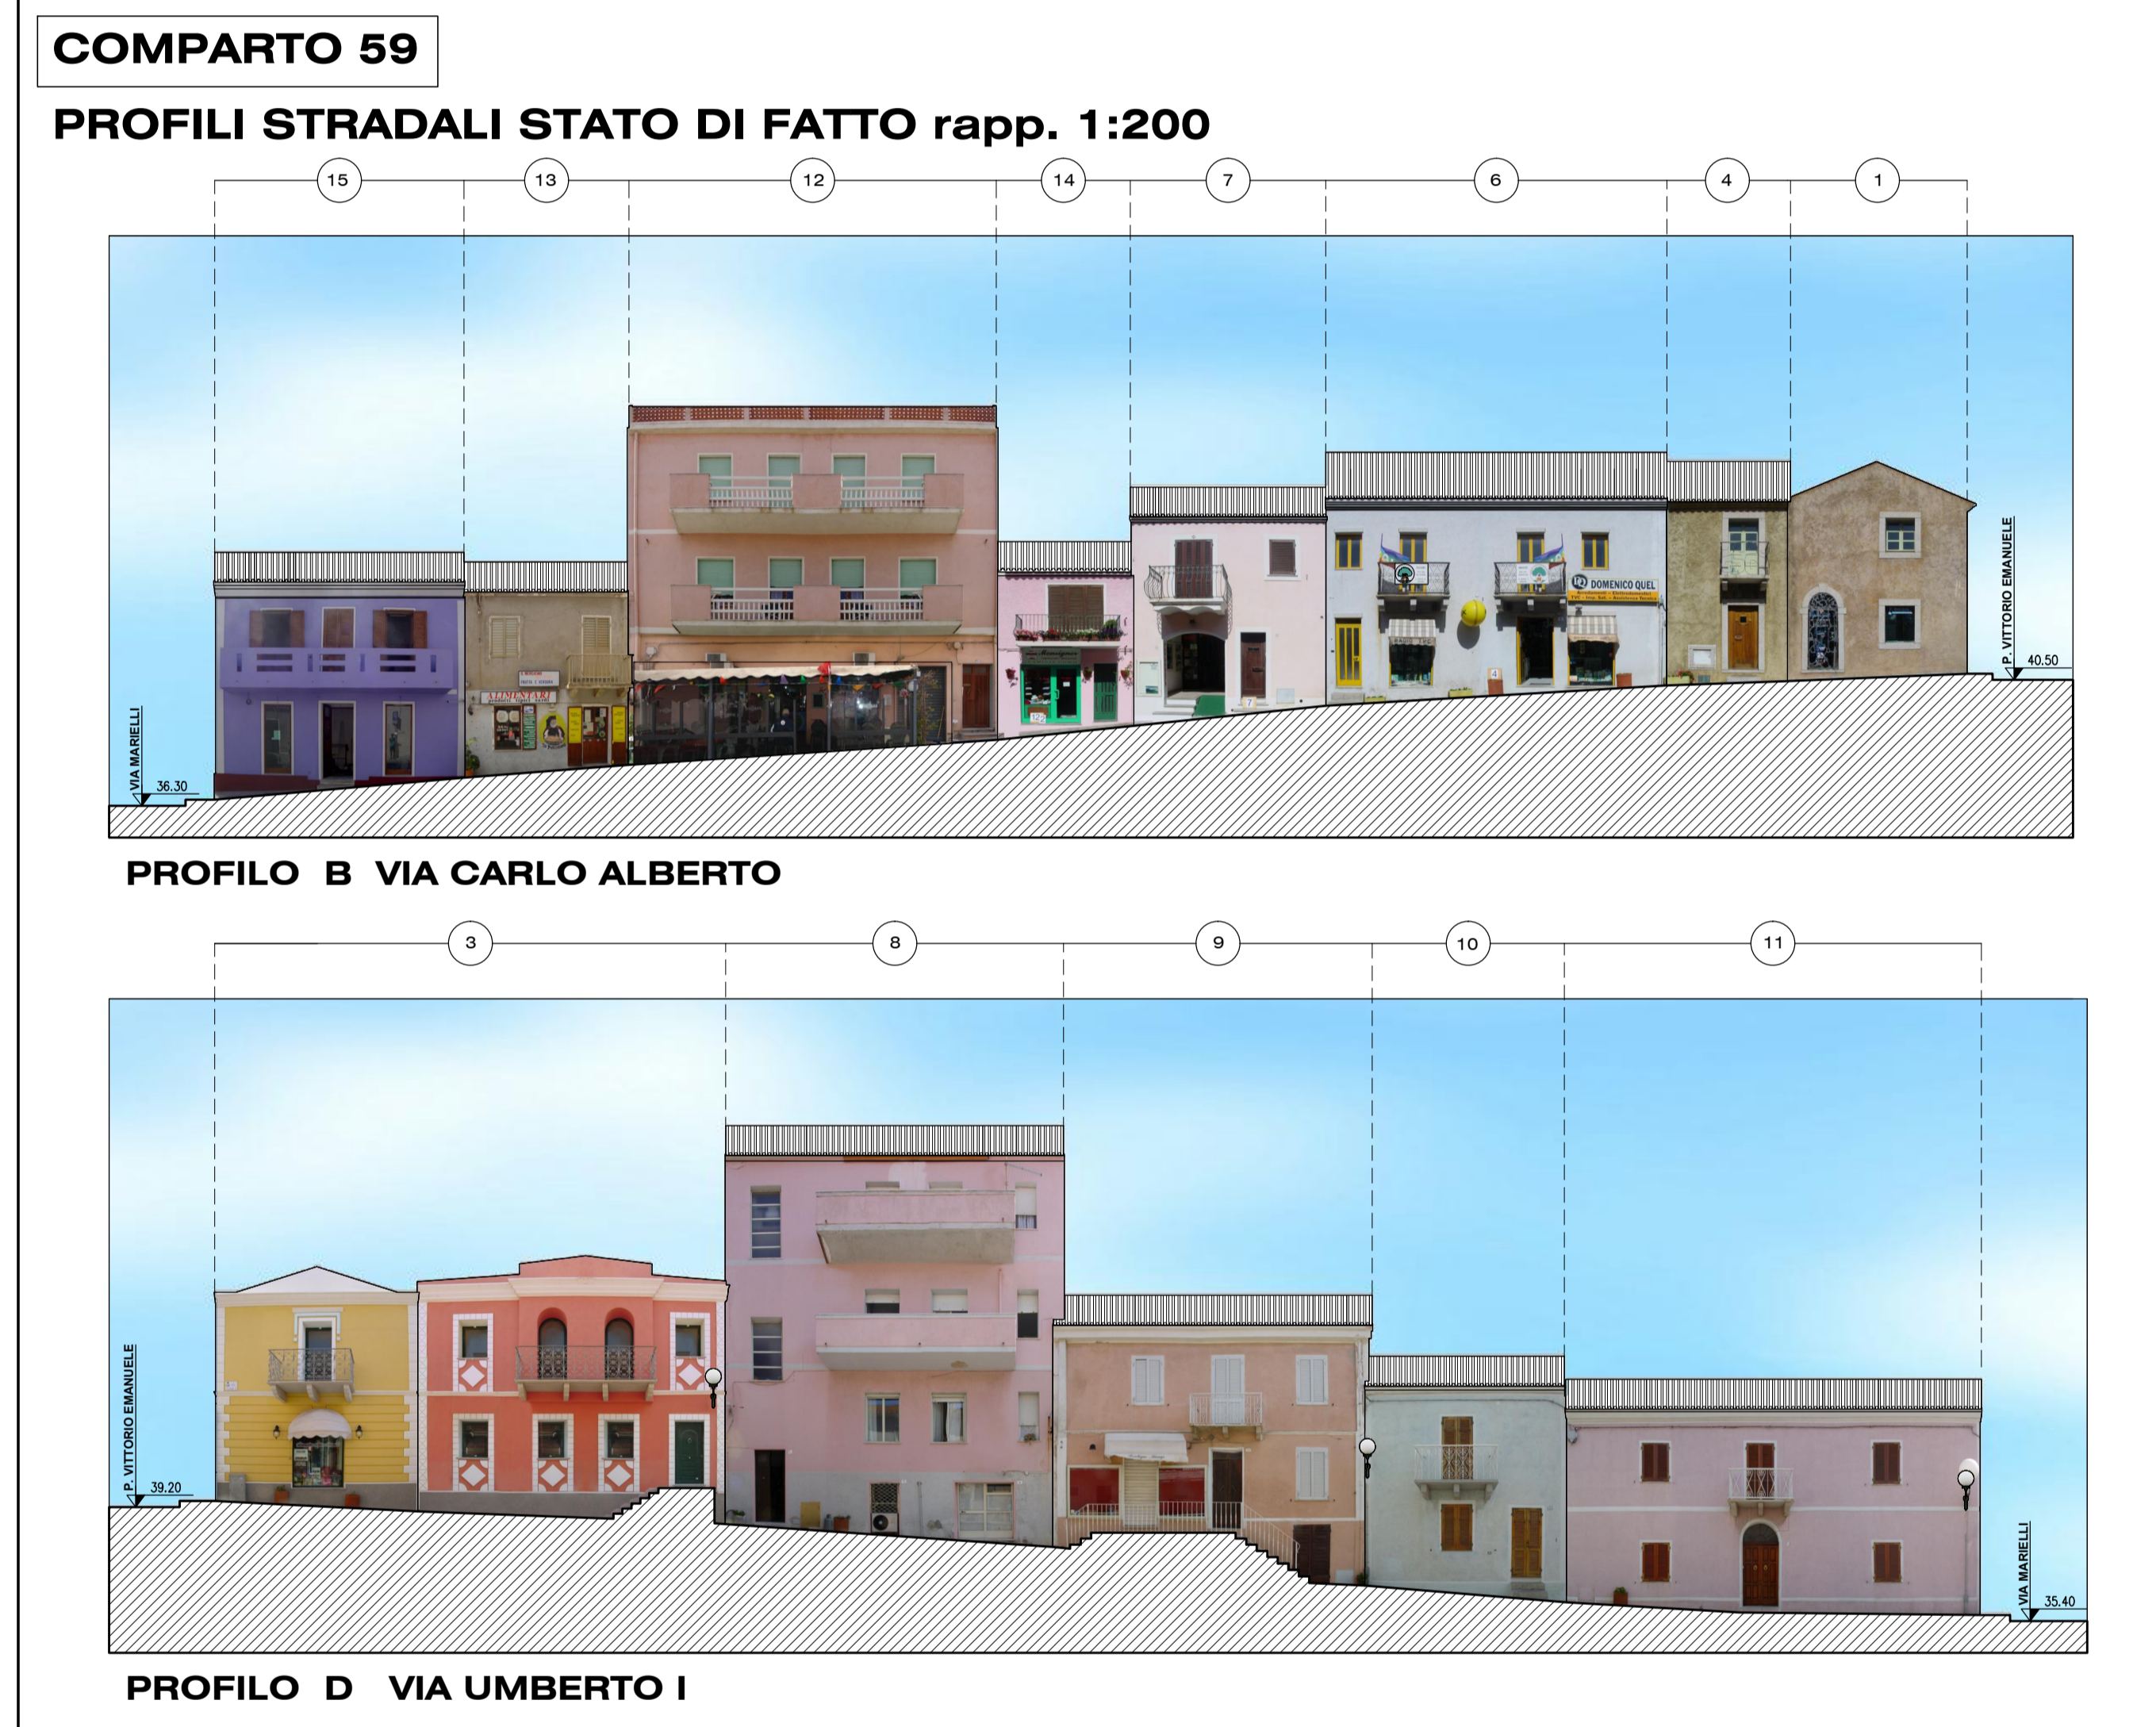 COMPARTO 59
PROFILI STRADALI STATO DI FATTO rapp. 1:200
15 13 12 14 7 6 4 1
DOMENICO QUEL
ALIMENTARI
4
7
VIA MARIELLI
36.30
P. VITTORIO EMANUELE
40.50
PROFILO B VIA CARLO ALBERTO
3 8 9 10 11
P. VITTORIO EMANUELE
39.20
VIA MARIELLI
35.40
PROFILO D VIA UMBERTO I